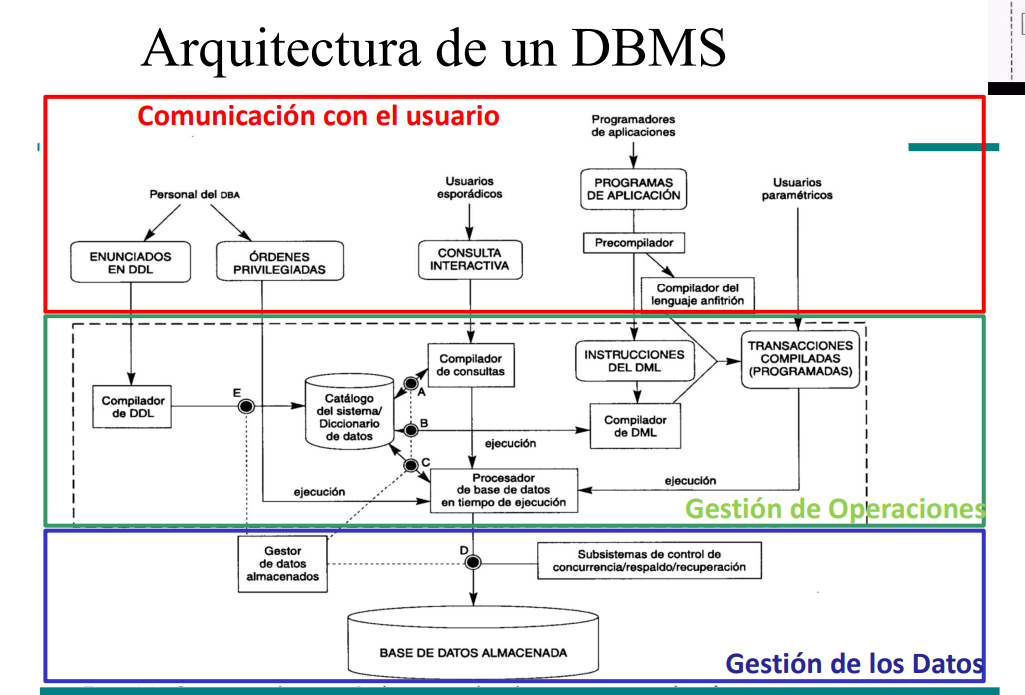 Arquitectura de un DBMS
Comunicación con el usuario
Programadores
de aplicaciones
Personal del DBA
Usuarios
esporádicos
PROGRAMAS
DE APLICACIÓN
Usuarios
paramétricos
ENUNCIADOS
EN DDL
ÓRDENES
PRIVILEGIADAS
CONSULTA
INTERACTIVA
Precompilador
Compilador del
lenguaje anfitrión
Compilador
de consultas
INSTRUCCIONES
DEL DML
TRANSACCIONES
COMPILADAS
(PROGRAMADAS)
Compilador
de DDL
E
Catálogo
del sistema/
Diccionario
de datos
A
B
C
Compilador
de DML
ejecución
Procesador
de base de datos
en tiempo de ejecución
ejecución
ejecución
Gestión de Operaciones
Gestor
de datos
almacenados
D
Subsistemas de control de
concurrencia/respaldo/recuperación
BASE DE DATOS ALMACENADA
Gestión de los Datos